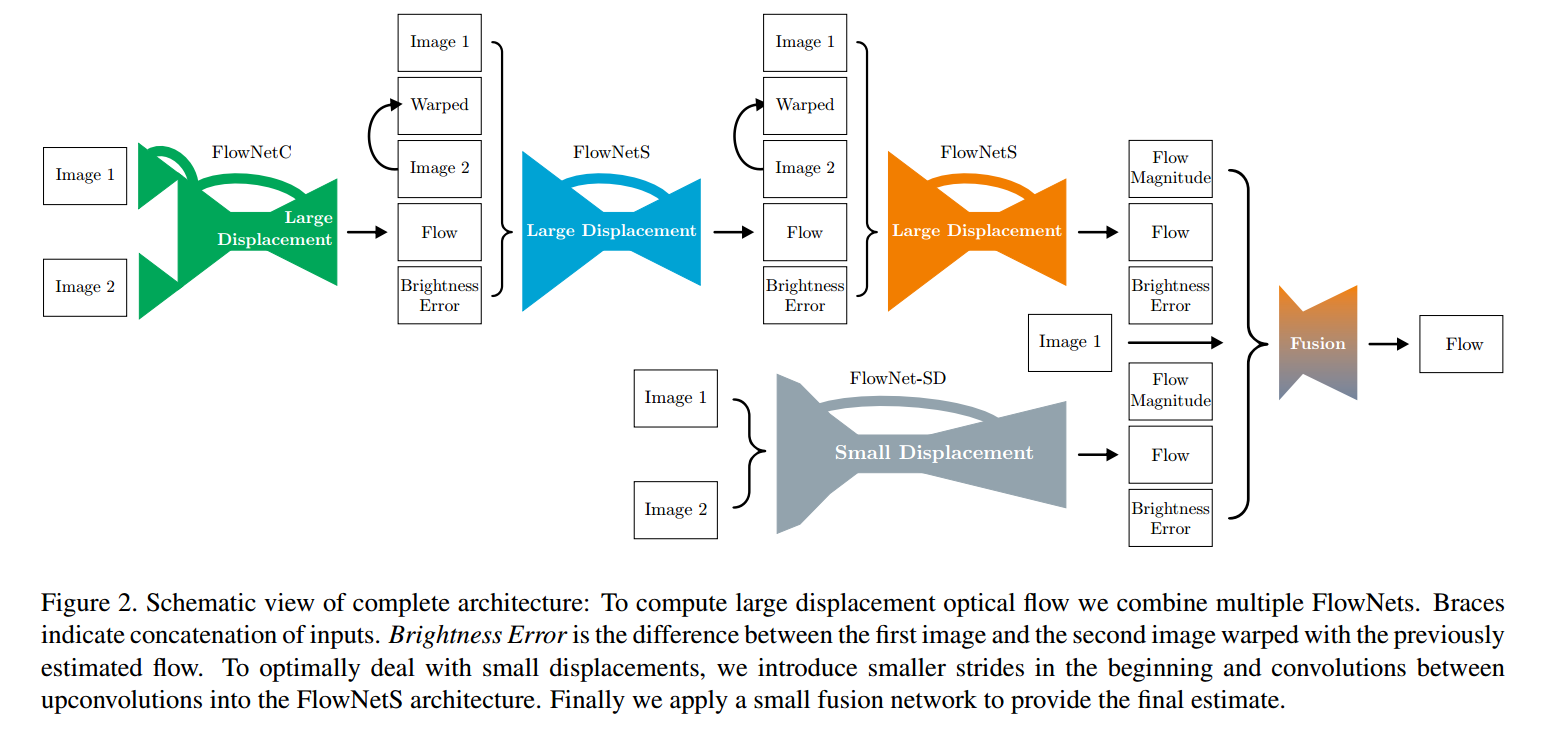 Image 1
Image 2
FlowNetC
Large
Displacement
Image 1
Warped
Image 2
Flow
Brightness
Error
FlowNetS
Large Displacement
Image 1
Warped
Image 2
Flow
Brightness
Error
FlowNetS
Large Displacement
Flow
Magnitude
Flow
Brightness
Error
Image 1
Image 1
Image 2
FlowNet-SD
Small Displacement
Flow
Magnitude
Flow
Brightness
Error
Fusion
Flow
Figure 2. Schematic view of complete architecture: To compute large displacement optical flow we combine multiple FlowNets. Braces
indicate concatenation of inputs. Brightness Error is the difference between the first image and the second image warped with the previously
estimated flow. To optimally deal with small displacements, we introduce smaller strides in the beginning and convolutions between
upconvolutions into the FlowNetS architecture. Finally we apply a small fusion network to provide the final estimate.